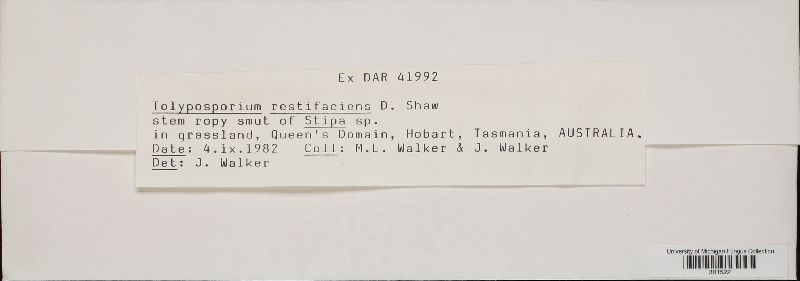 Ex DAR 41992
Tolyposporium restifaciens D. Shaw
stem ropy smut of Stipa sp.
in grassland, Queen's Domain, Hobart, Tasmania, AUSTRALIA.
Date: 4.ix.1982 Coll: M.L. Walker & J. Walker
Det: J. Walker
University of Michigan Fungus Collection